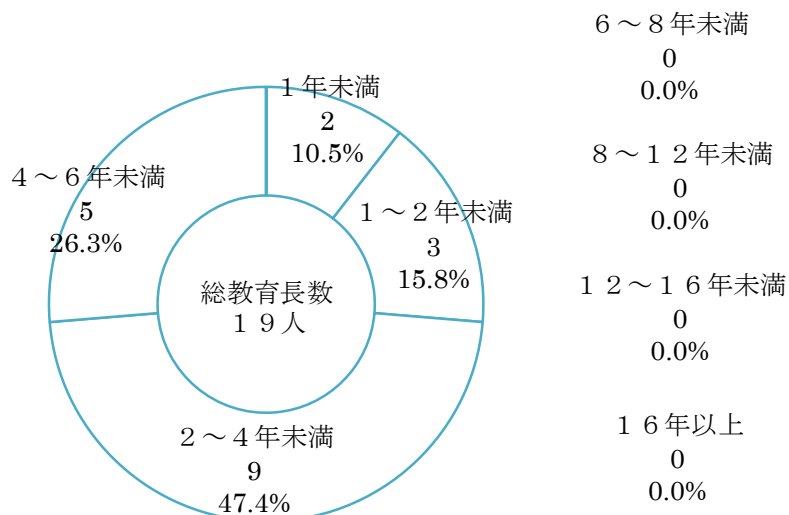 １年未満
2
10.5%
１～２年未満
3
15.8%
２～４年未満
9
47.4%
４～６年未満
5
26.3%
総教育長数
１９人
６～８年未満
0
0.0%
８～１２年未満
0
0.0%
１２～１６年未満
0
0.0%
１６年以上
0
0.0%